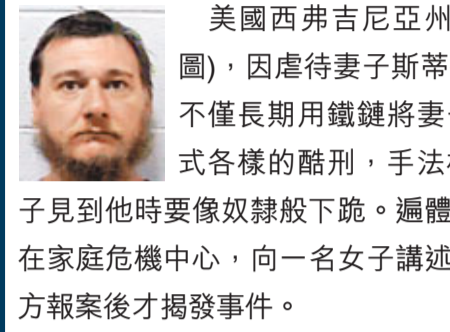 美國西弗吉尼亞州
圖)，因虐待妻子斯蒂
不僅長期用鐵鏈將妻
式各樣的酷刑，手法
子見到他時要像奴隸般下跪。遍體
在家庭危機中心，向一名女子講述
方報案後才揭發事件。